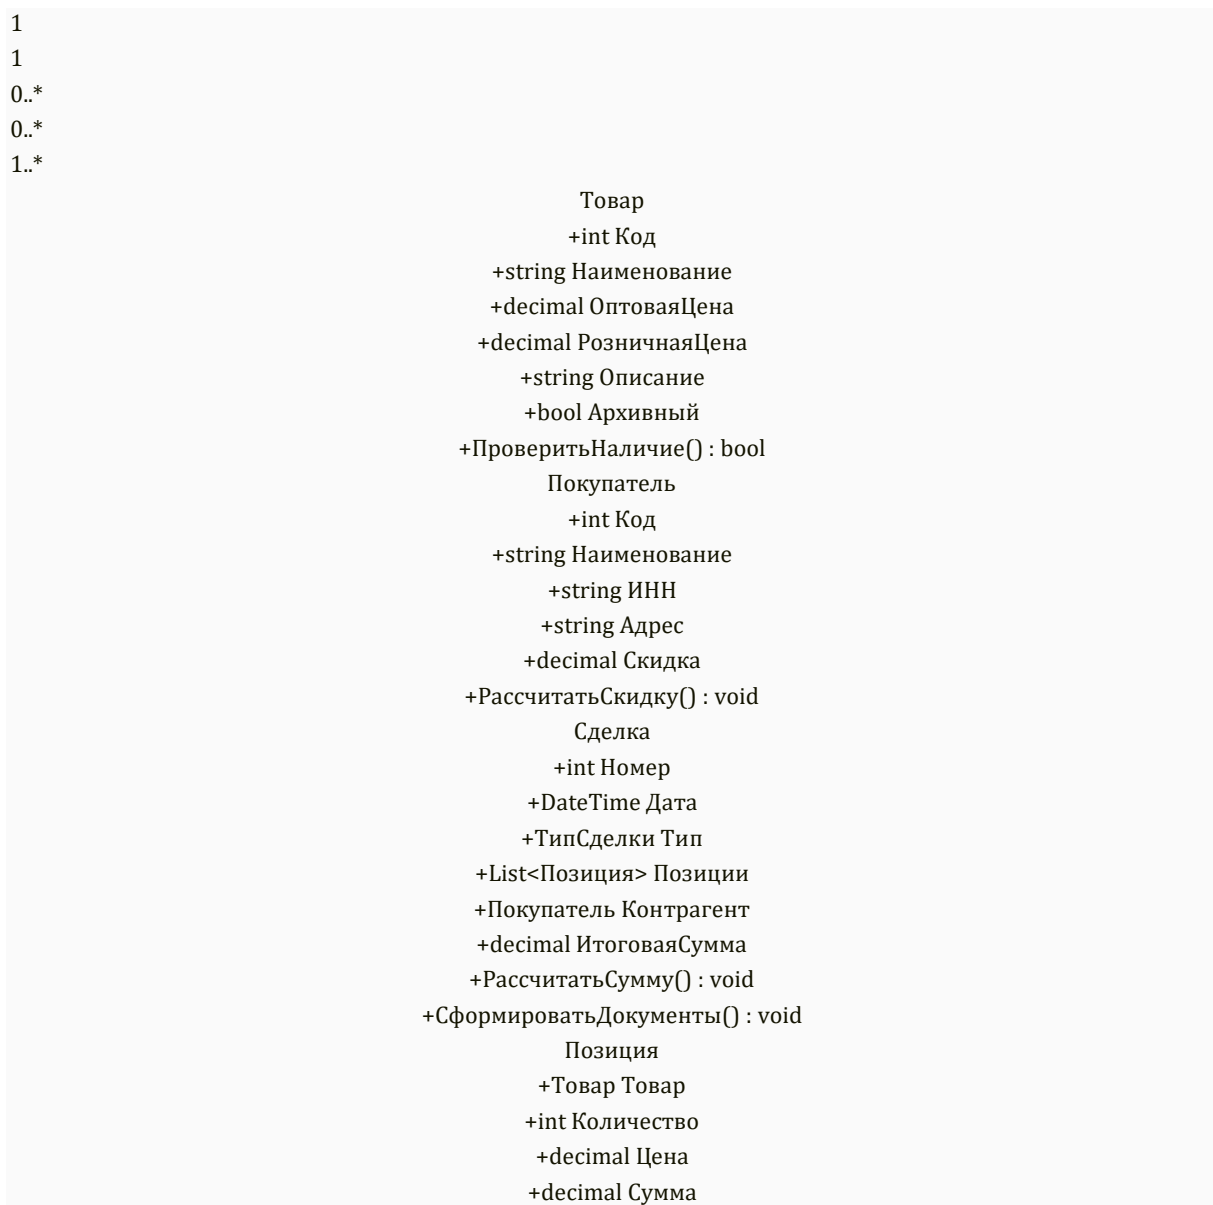 1
1
0..*
0..*
1..*
Товар
+int Код
+string Наименование
+decimal ОптоваяЦена
+decimal РозничнаяЦена
+string Описание
+bool Архивный
+ПроверитьНаличие() : bool
Покупатель
+int Код
+string Наименование
+string ИНН
+string Адрес
+decimal Скидка
+РассчитатьСкидку() : void
Сделка
+int Номер
+DateTime Дата
+ТипСделки Тип
+List<Позиция> Позиции
+Покупатель Контрагент
+decimal ИтоговаяСумма
+РассчитатьСумму() : void
+СформироватьДокументы() : void
Позиция
+Товар Товар
+int Количество
+decimal Цена
+decimal Сумма